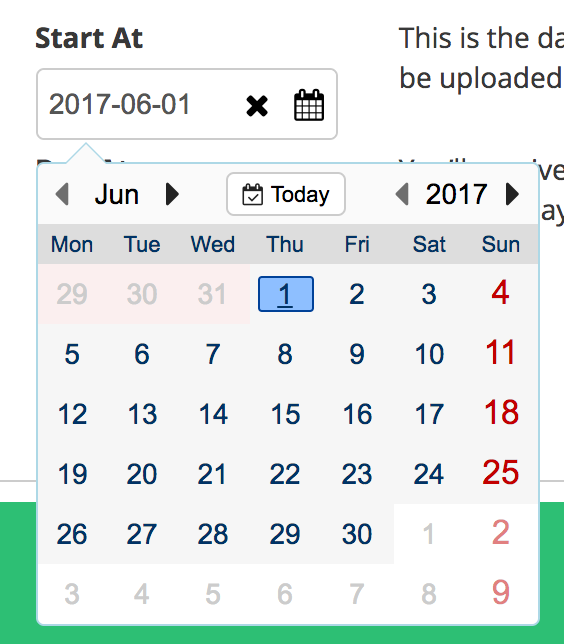 Start At
This is the da
be uploaded
2017-06-01
Jun
Today
2017
Mon Tue Wed Thu Fri Sat Sun
29 30 31 1 2 3 4
5 6 7 8 9 10 11
12 13 14 15 16 17 18
19 20 21 22 23 24 25
26 27 28 29 30 1 2
3 4 5 6 7 8 9